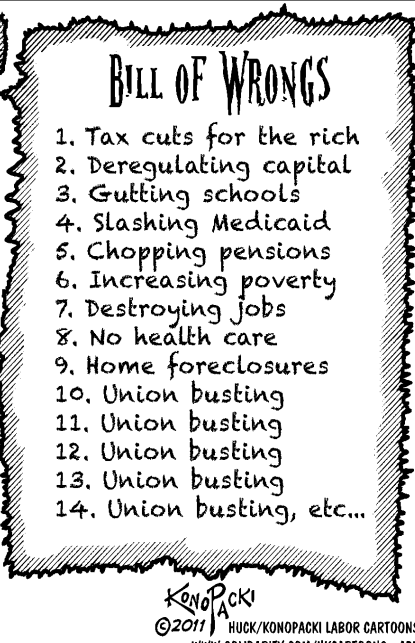 BILL OF WRONGS
1. Tax cuts for the rich
2. Deregulating capital
3. Gutting schools
4. Slashing Medicaid
5. Chopping pensions
6. Increasing poverty
7. Destroying jobs
8. No health care
9. Home foreclosures
10. Union busting
11. Union busting
12. Union busting
13. Union busting
14. Union busting, etc...
KONOPACKI
©2011 HUCK/KONOPACKI LABOR CARTOONS